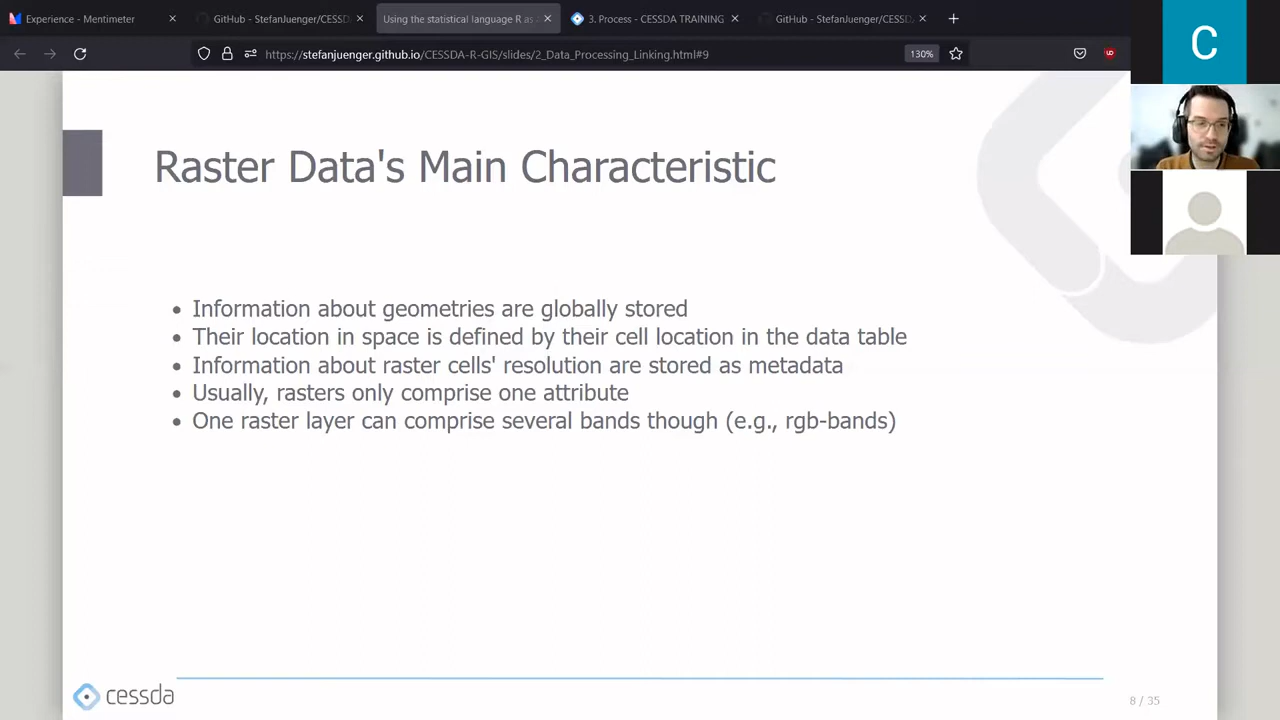 Experience - Mentimeter
GitHub - StefanJuenger/CESSD
Using the statistical language R as
3. Process - CESSDA TRAINING
GitHub - StefanJuenger/CESSD
https://stefanjuenger.github.io/CESSDA-R-GIS/slides/2_Data_Processing_Linking.html#9
130%
C
Raster Data's Main Characteristic
• Information about geometries are globally stored
• Their location in space is defined by their cell location in the data table
• Information about raster cells' resolution are stored as metadata
• Usually, rasters only comprise one attribute
• One raster layer can comprise several bands though (e.g., rgb-bands)
cessda
8 / 35